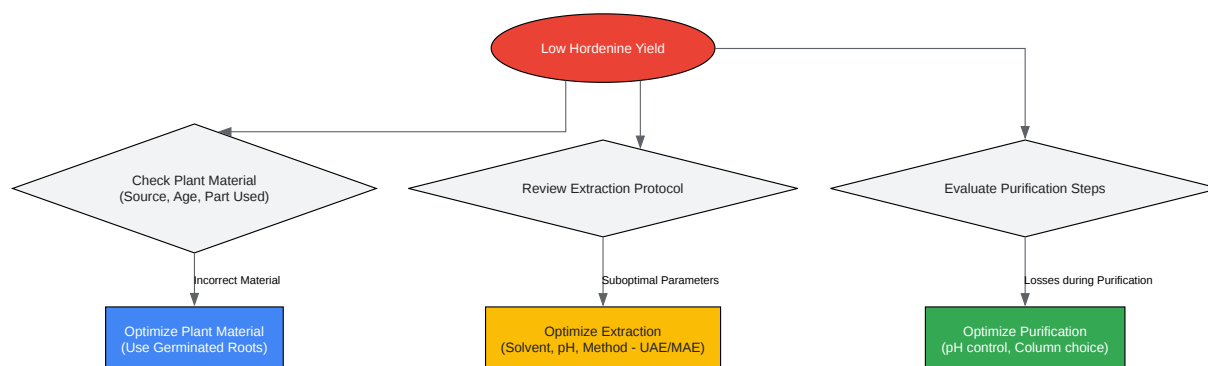 Low Hordenine Yield
Check Plant Material
(Source, Age, Part Used)
Review Extraction Protocol
Evaluate Purification Steps
Incorrect Material
Suboptimal Parameters
Losses during Purification
Optimize Plant Material
(Use Germinated Roots)
Optimize Extraction
(Solvent, pH, Method - UAE/MAE)
Optimize Purification
(pH control, Column choice)